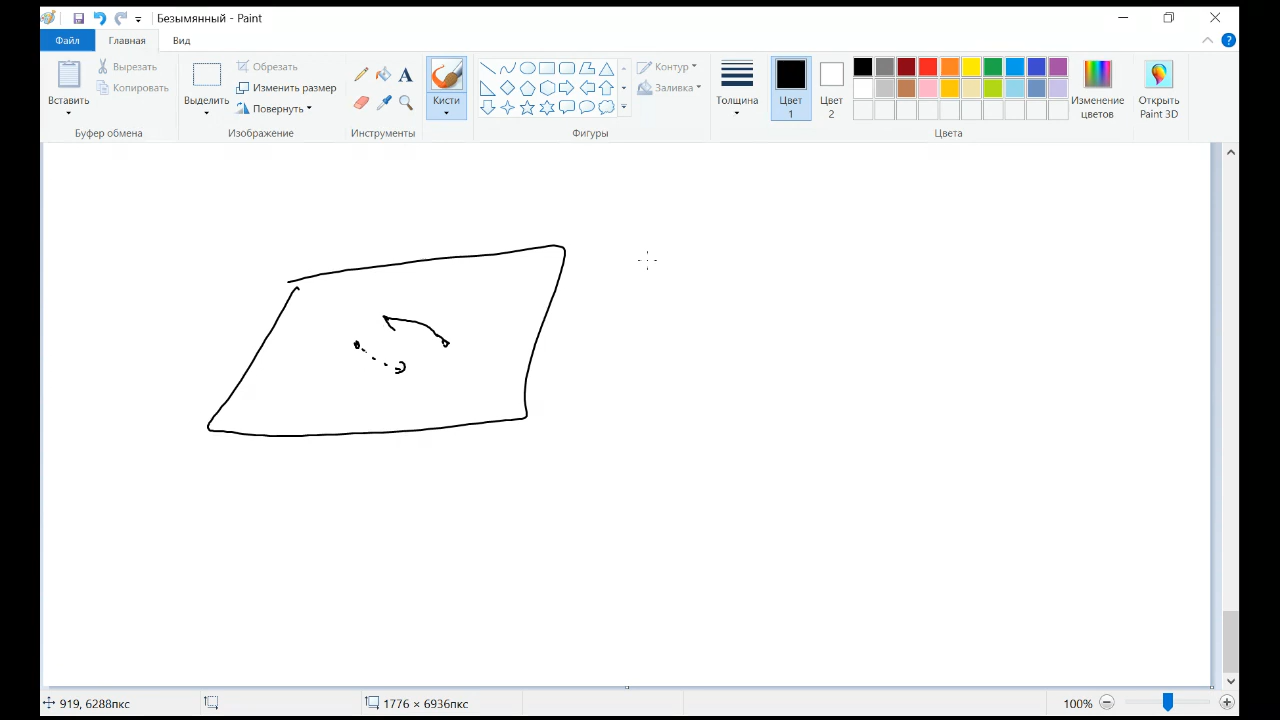 Безымянный - Paint
Файл Главная Вид
Вставить
Вырезать
Копировать
Буфер обмена
Выделить
Обрезать
Изменить размер
Повернуть
Изображение
A
Инструменты
Кисти
Контур
Заливка
Фигуры
Толщина
Цвет 1
Цвет 2
Изменение цветов
Цвета
Открыть Paint 3D
?
919, 6288пкс
1776 × 6936пкс
100%